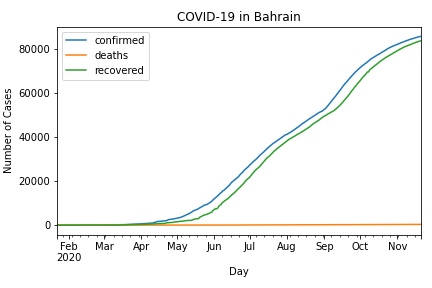 COVID-19 in Bahrain
confirmed
deaths
recovered
Number of Cases
80000
60000
40000
20000
0
Feb Mar Apr May Jun Jul Aug Sep Oct Nov
2020
Day